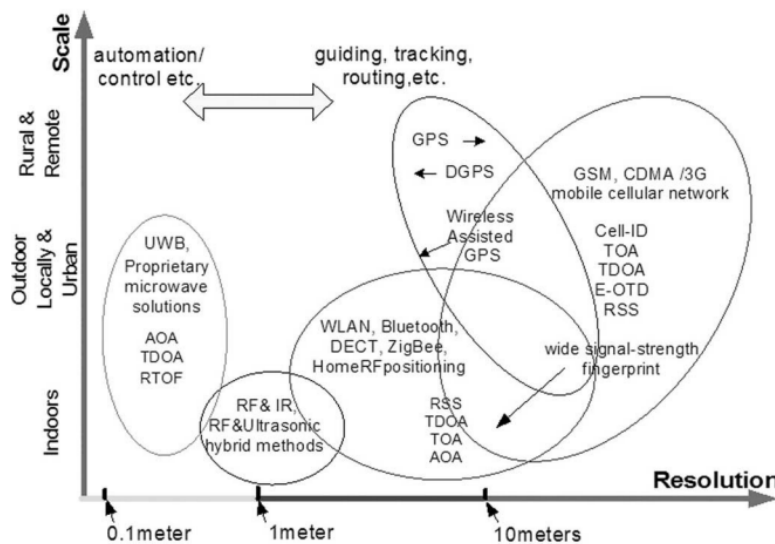 Scale
automation/
control etc.
guiding, tracking,
routing,etc.
Rural &
Remote
GPS
DGPS
Wireless
Assisted
GPS
GSM, CDMA /3G
mobile cellular network
Cell-ID
TOA
TDOA
E-OTD
RSS
Outdoor
Locally &
Urban
UWB,
Proprietary
microwave
solutions
AOA
TDOA
RTOF
WLAN, Bluetooth,
DECT, ZigBee,
HomeRFpositioning
RSS
TDOA
TOA
AOA
wide signal-strength
fingerprint
Indoors
RF& IR,
RF&Ultrasonic
hybrid methods
Resolution
0.1meter
1meter
10meters